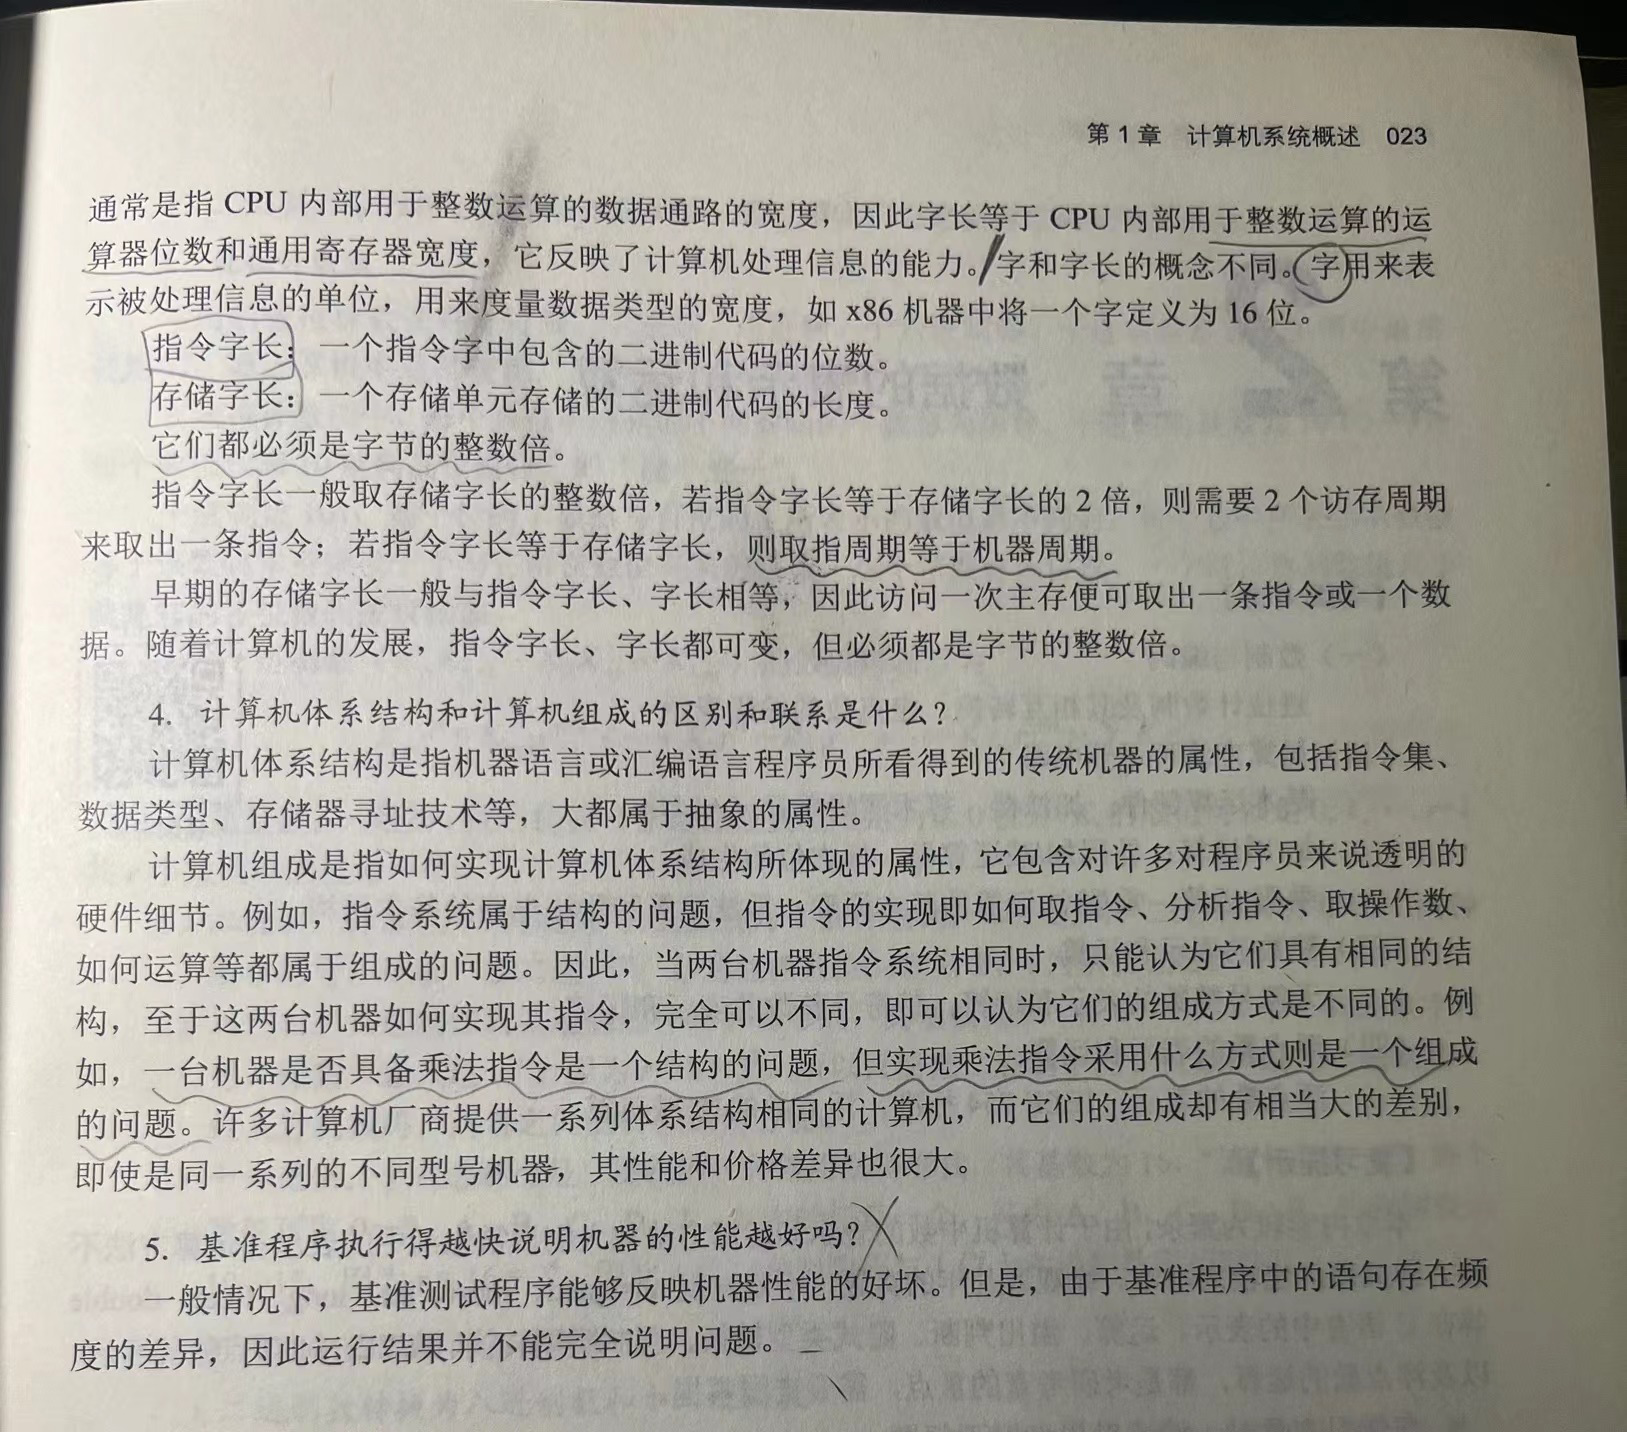 第1章 计算机系统概述 023
通常是指 CPU 内部用于整数运算的数据通路的宽度，因此字长等于 CPU 内部用于整数运算的运
算器位数和通用寄存器宽度，它反映了计算机处理信息的能力。字和字长的概念不同。字用来表
示被处理信息的单位，用来度量数据类型的宽度，如 x86 机器中将一个字定义为 16 位。
指令字长：一个指令字中包含的二进制代码的位数。
存储字长：一个存储单元存储的二进制代码的长度。
它们都必须是字节的整数倍。
指令字长一般取存储字长的整数倍，若指令字长等于存储字长的 2 倍，则需要 2 个访存周期
来取出一条指令；若指令字长等于存储字长，则取指周期等于机器周期。
早期的存储字长一般与指令字长、字长相等，因此访问一次主存便可取出一条指令或一个数
据。随着计算机的发展，指令字长、字长都可变，但必须都是字节的整数倍。
4. 计算机体系结构和计算机组成的区别和联系是什么？
计算机体系结构是指机器语言或汇编语言程序员所看得到的传统机器的属性，包括指令集、
数据类型、存储器寻址技术等，大都属于抽象的属性。
计算机组成是指如何实现计算机体系结构所体现的属性，它包含对许多对程序员来说透明的
硬件细节。例如，指令系统属于结构的问题，但指令的实现即如何取指令、分析指令、取操作数、
如何运算等都属于组成的问题。因此，当两台机器指令系统相同时，只能认为它们具有相同的结
构，至于这两台机器如何实现其指令，完全可以不同，即可以认为它们的组成方式是不同的。例
如，一台机器是否具备乘法指令是一个结构的问题，但实现乘法指令采用什么方式则是一个组成
的问题。许多计算机厂商提供一系列体系结构相同的计算机，而它们的组成却有相当大的差别，
即使是同一系列的不同型号机器，其性能和价格差异也很大。
5. 基准程序执行得越快说明机器的性能越好吗？
一般情况下，基准测试程序能够反映机器性能的好坏。但是，由于基准程序中的语句存在频
度的差异，因此运行结果并不能完全说明问题。